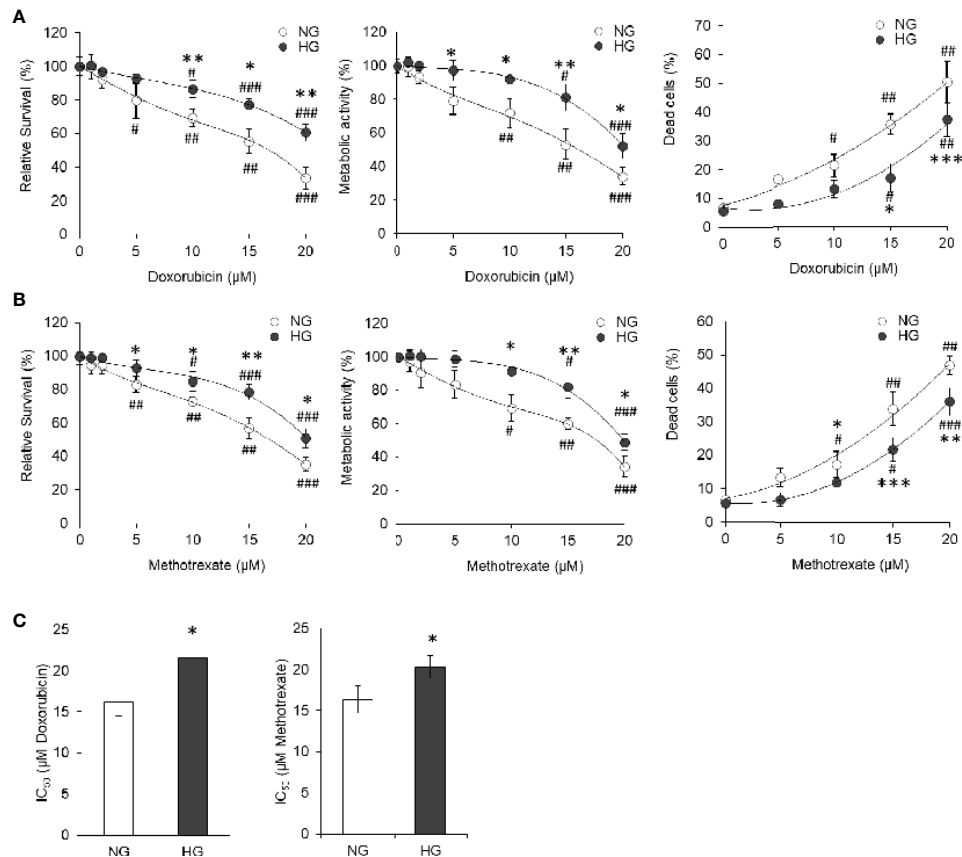 A
NG
HG
Relative Survival (%)
120
100
80
60
40
20
0
** * **
# ### ###
# ## ## ###
0 5 10 15 20
Doxorubicin (µM)
NG
HG
Metabolic activity (%)
120
100
80
60
40
20
0
* * ** *
# ###
## ## ###
0 5 10 15 20
Doxorubicin (µM)
NG
HG
Dead cells (%)
70
60
50
40
30
20
10
0
# ## ##
# ##
* ***
0 5 10 15 20
Doxorubicin (µM)
B
NG
HG
Relative Survival (%)
120
100
80
60
40
20
0
* * ** *
# ### ###
## ## ## ###
0 5 10 15 20
Methotrexate (µM)
NG
HG
Metabolic activity (%)
120
100
80
60
40
20
0
* ** *
# ###
# ## ###
0 5 10 15 20
Methotrexate (µM)
NG
HG
Dead cells (%)
60
50
40
30
20
10
0
* ## ##
#
# ###
*** **
0 5 10 15 20
Methotrexate (µM)
C
IC50 (µM Doxorubicin)
25
20
15
10
5
0
*
NG HG
IC50 (µM Methotrexate)
25
20
15
10
5
0
*
NG HG